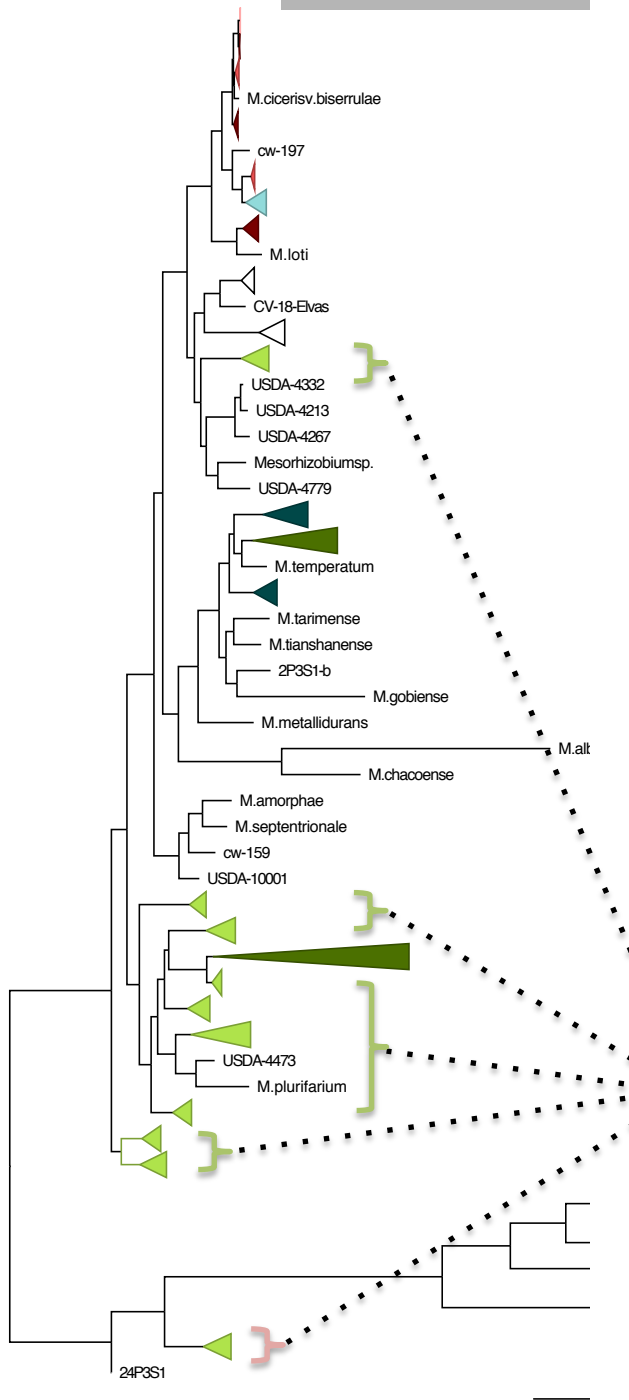 M.cicerisv.biserrulae
cw-197
M.loti
CV-18-Elvas
USDA-4332
USDA-4213
USDA-4267
Mesorhizobiumsp.
USDA-4779
M.temperatum
M.tarimense
M.tianshanense
2P3S1-b
M.gobiense
M.metallidurans
M.alb
M.chacoense
M.amorphae
M.septentrionale
cw-159
USDA-10001
USDA-4473
M.plurifarium
24P3S1